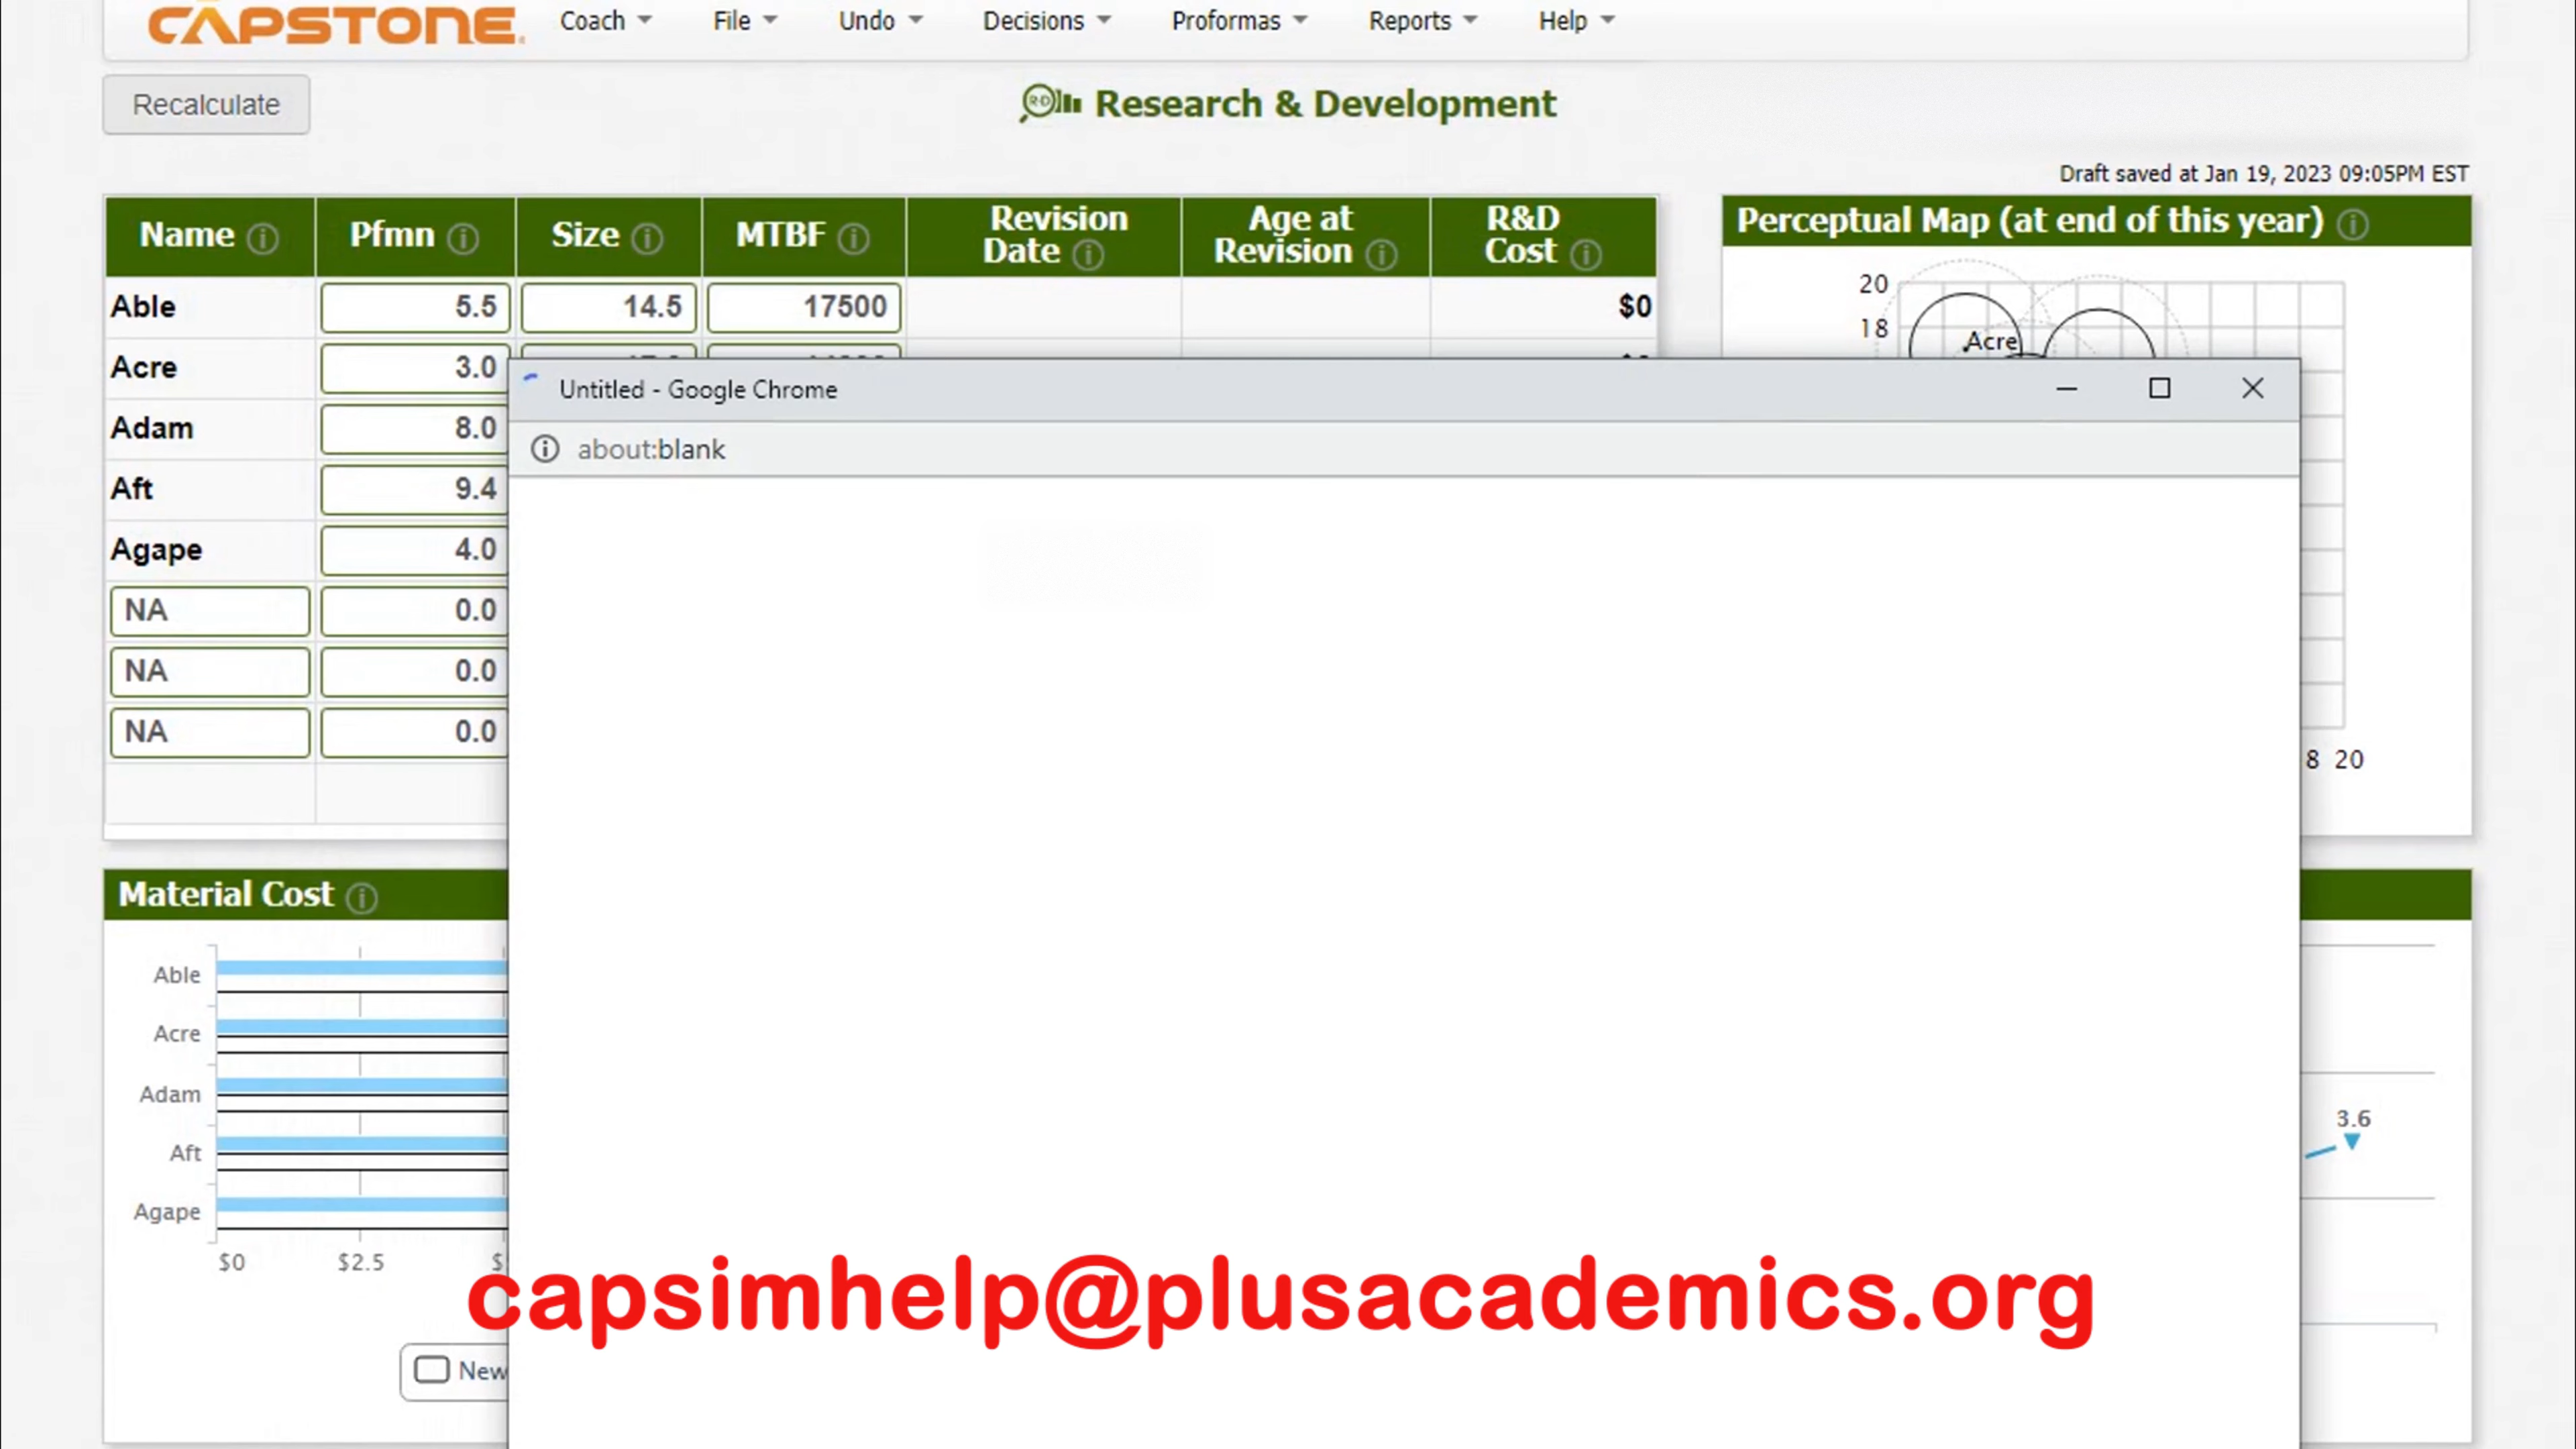 CAPSTONE
Coach File Undo Decisions Proformas Reports Help
Recalculate
Research & Development
Draft saved at Jan 19, 2023 09:05PM EST
Name Pfmn Size MTBF Revision Date Age at Revision R&D Cost
Able 5.5 14.5 17500 $0
Acre 3.0
Adam 8.0
Aft 9.4
Agape 4.0
NA 0.0
NA 0.0
NA 0.0
Perceptual Map (at end of this year)
20
18
Acre
8 20
Untitled - Google Chrome
about:blank
Material Cost
Able
Acre
Adam
Aft
Agape
$0 $2.5
New
3.6
capsimhelp@plusacademics.org